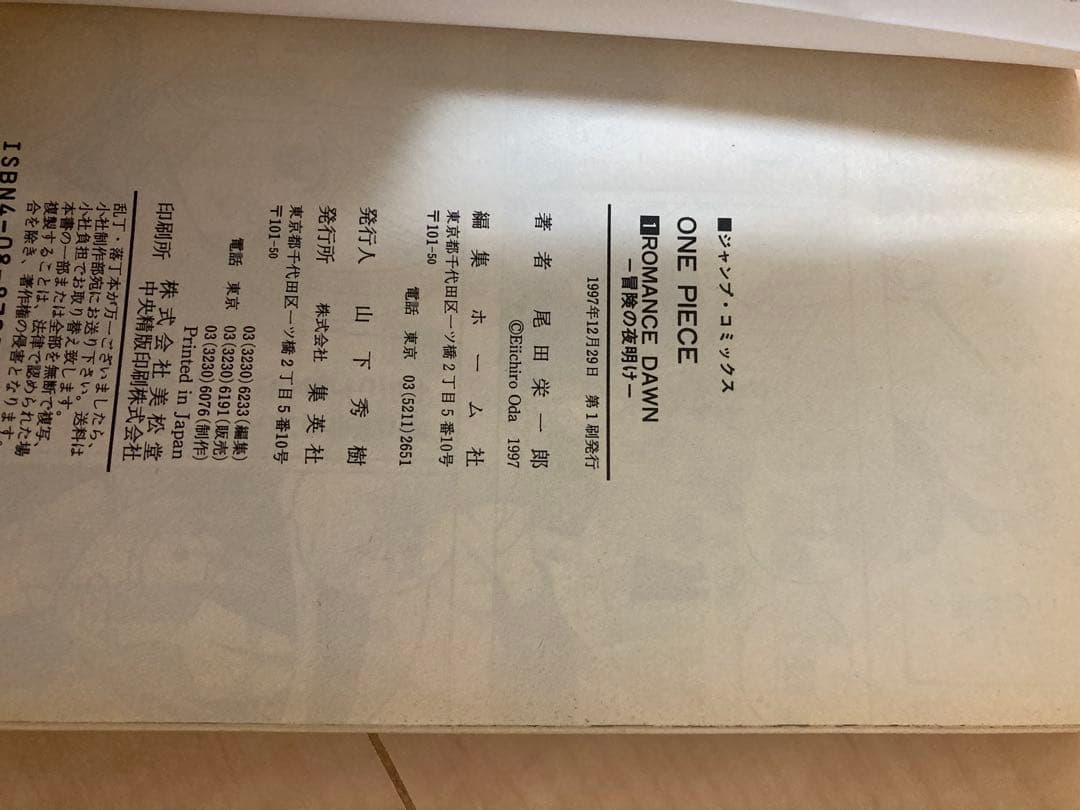 ■ジャンプ・コミックス
ONE PIECE
1 ROMANCE DAWN
―冒険の夜明け―
1997年12月29日 第1刷発行
著者 尾田栄一郎
©Eiichiro Oda 1997
編集 ホーム社
東京都千代田区一ツ橋2丁目5番10号
〒101-50
電話 東京 03(5211)2651
発行人 山下秀樹
発行所 株式会社 集英社
東京都千代田区一ツ橋2丁目5番10号
〒101-50
03(3230)6233(編集)
電話 東京 03(3230)6191(販売)
03(3230)6076(制作)
Printed in Japan
印刷所 株式会社美松堂
中央精版印刷株式会社
乱丁・落丁本が万一ございましたら、
小社制作部宛にお送り下さい。送料は
小社負担でお取り替え致します。
本書の一部または全部を無断で複写、
複製することは、法律で認められた場
合を除き、著作権の侵害となります。
ISBN4-08-87